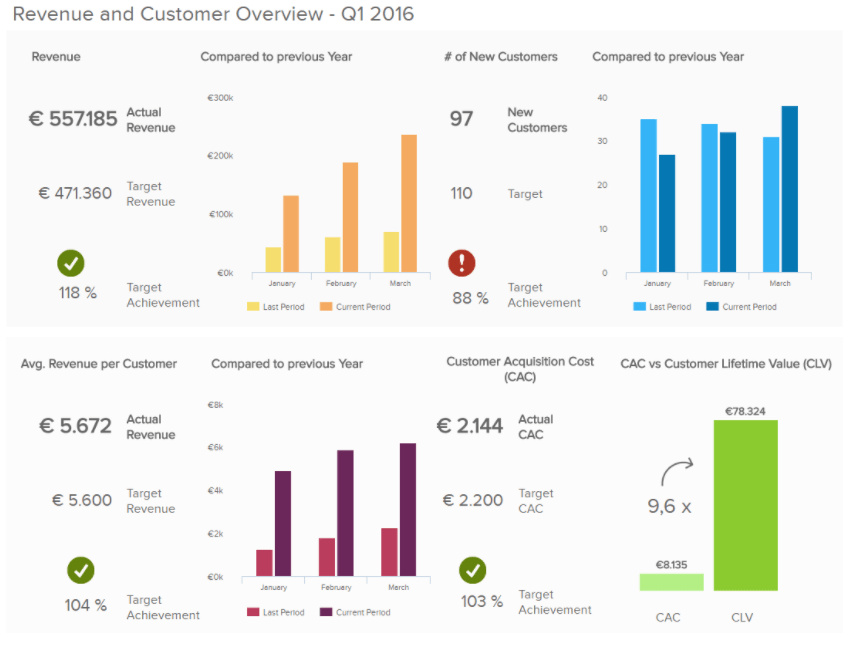 Revenue and Customer Overview - Q1 2016
Revenue
€ 557.185
Actual
Revenue
€ 471.360
Target
Revenue
118 %
Target
Achievement
Compared to previous Year
€300k
€200k
€100k
€0k
January
February
March
Last Period
Current Period
# of New Customers
97
New
Customers
110
Target
88 %
Target
Achievement
Compared to previous Year
40
30
20
10
0
January
February
March
Last Period
Current Period
Avg. Revenue per Customer
€ 5.672
Actual
Revenue
€ 5.600
Target
Revenue
104 %
Target
Achievement
Compared to previous Year
€8k
€6k
€4k
€2k
€0k
January
February
March
Last Period
Current Period
Customer Acquisition Cost
(CAC)
€ 2.144
Actual
CAC
€ 2.200
Target
CAC
103 %
Target
Achievement
CAC vs Customer Lifetime Value (CLV)
€78.324
9,6 x
€8.135
CAC
CLV